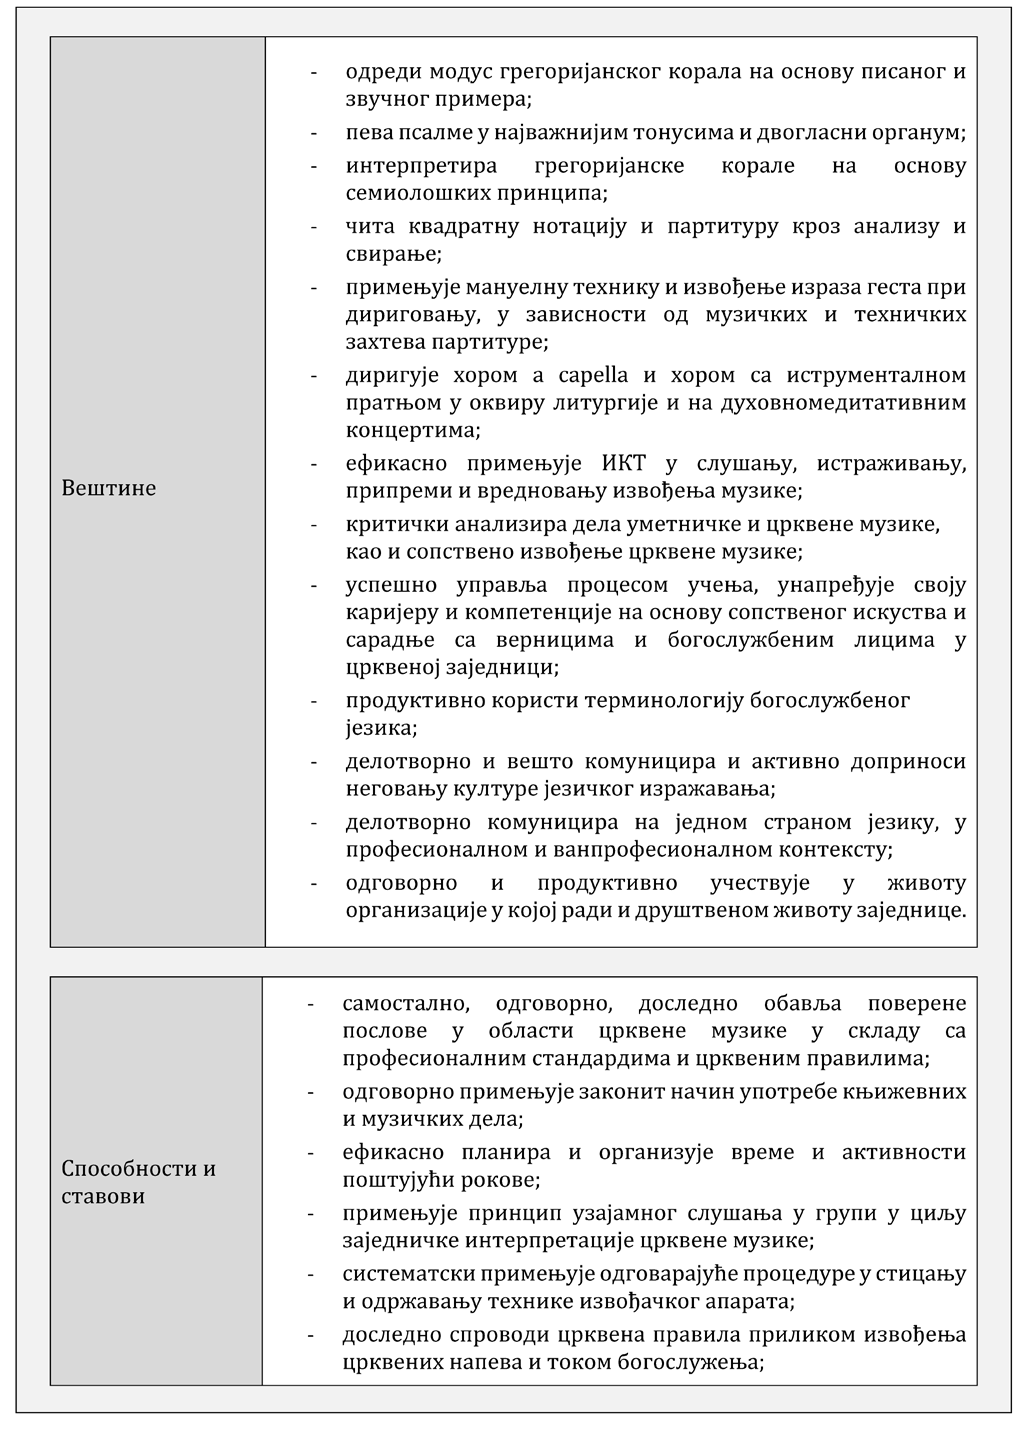 Вештине
- одреди модус грегоријанског корала на основу писаног и
звучног примера;
- пева псалме у најважнијим тонусима и двогласни органум;
- интерпретира грегоријанске корале на основу
семиолошких принципа;
- чита квадратну нотацију и партитуру кроз анализу и
свирање;
- примењује мануелну технику и извођење израза геста при
дириговању, у зависности од музичких и техничких
захтева партитуре;
- диригује хором a capella и хором са иструменталном
пратњом у оквиру литургије и на духовномедитативним
концертима;
- ефикасно примењује ИКТ у слушању, истраживању,
припреми и вредновању извођења музике;
- критички анализира дела уметничке и црквене музике,
као и сопствено извођење црквене музике;
- успешно управља процесом учења, унапређује своју
каријеру и компетенције на основу сопственог искуства и
сарадње са верницима и богослужбеним лицима у
црквеној заједници;
- продуктивно користи терминологију богослужбеног
језика;
- делотворно и вешто комуницира и активно доприноси
неговању културе језичког изражавања;
- делотворно комуницира на једном страном језику, у
професионалном и ванпрофесионалном контексту;
- одговорно и продуктивно учествује у животу
организације у којој ради и друштвеном животу заједнице.
Способности и
ставови
- самостално, одговорно, доследно обавља поверене
послове у области црквене музике у складу са
професионалним стандардима и црквеним правилима;
- одговорно примењује законит начин употребе књижевних
и музичких дела;
- ефикасно планира и организује време и активности
поштујући рокове;
- примењује принцип узајамног слушања у групи у циљу
заједничке интерпретације црквене музике;
- систематски примењује одговарајуће процедуре у стицању
и одржавању технике извођачког апарата;
- доследно спроводи црквена правила приликом извођења
црквених напева и током богослужења;